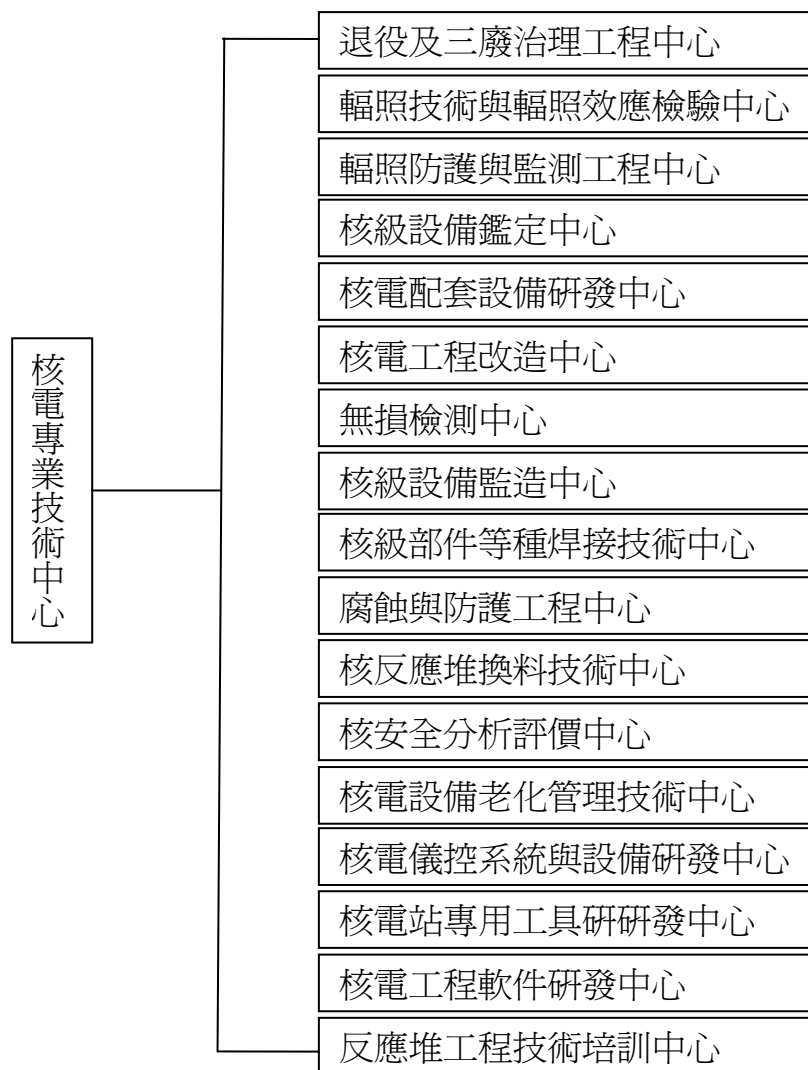 退役及三廢治理工程中心
輻照技術與輻照效應檢驗中心
輻照防護與監測工程中心
核級設備鑑定中心
核電配套設備研發中心
核電工程改造中心
無損檢測中心
核級設備監造中心
核級部件等種焊接技術中心
腐蝕與防護工程中心
核反應堆換料技術中心
核安全分析評價中心
核電設備老化管理技術中心
核電儀控系統與設備研發中心
核電站專用工具研研發中心
核電工程軟件研發中心
反應堆工程技術培訓中心
核電專業技術中心